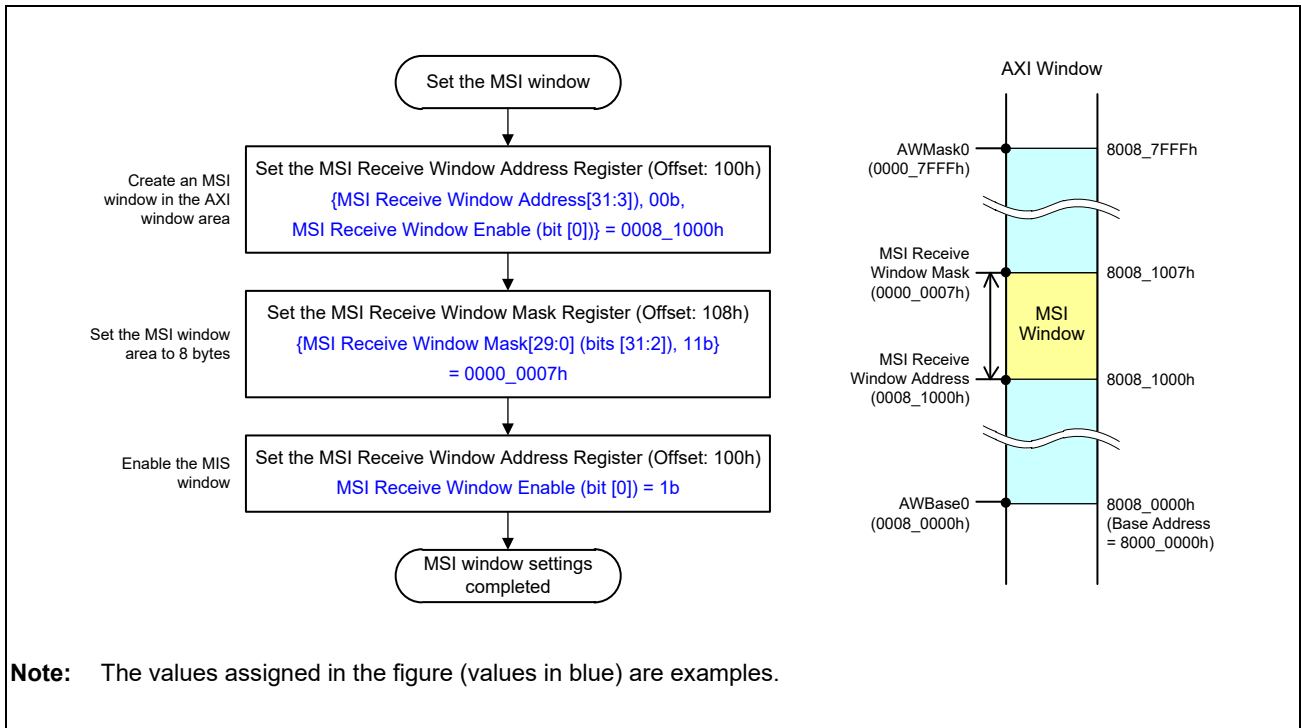 Set the MSI window
Create an MSI
window in the AXI
window area
Set the MSI Receive Window Address Register (Offset: 100h)
{MSI Receive Window Address[31:3]), 00b,
MSI Receive Window Enable (bit [0])} = 0008_1000h
Set the MSI window
area to 8 bytes
Set the MSI Receive Window Mask Register (Offset: 108h)
{MSI Receive Window Mask[29:0] (bits [31:2]), 11b}
= 0000_0007h
Enable the MIS
window
Set the MSI Receive Window Address Register (Offset: 100h)
MSI Receive Window Enable (bit [0]) = 1b
MSI window settings
completed
AXI Window
AWMask0
(0000_7FFFh)
8008_7FFFh
MSI Receive
Window Mask
(0000_0007h)
8008_1007h
MSI
Window
MSI Receive
Window Address
(0008_1000h)
8008_1000h
AWBase0
(0008_0000h)
8008_0000h
(Base Address
= 8000_0000h)
Note: The values assigned in the figure (values in blue) are examples.